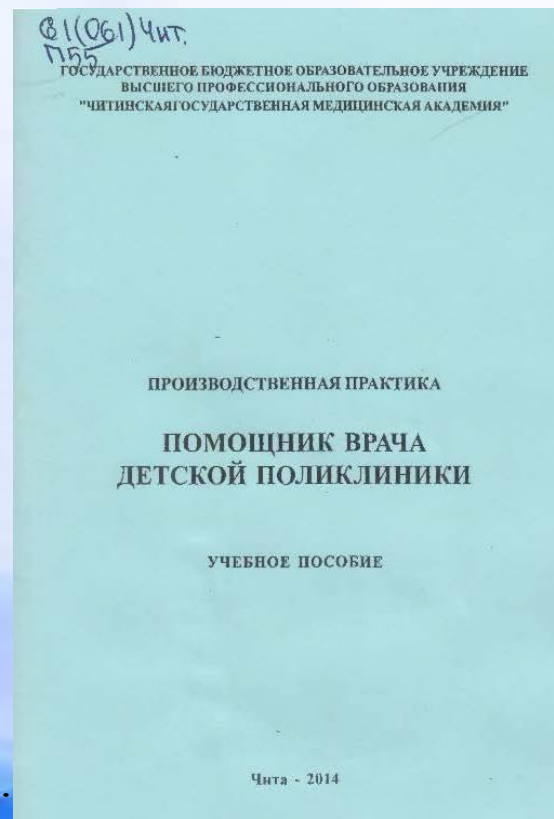 С1(061)Чит.
П55
ГОСУДАРСТВЕННОЕ БЮДЖЕТНОЕ ОБРАЗОВАТЕЛЬНОЕ УЧРЕЖДЕНИЕ
ВЫСШЕГО ПРОФЕССИОНАЛЬНОГО ОБРАЗОВАНИЯ
"ЧИТИНСКАЯГОСУДАРСТВЕННАЯ МЕДИЦИНСКАЯ АКАДЕМИЯ"
ПРОИЗВОДСТВЕННАЯ ПРАКТИКА
ПОМОЩНИК ВРАЧА
ДЕТСКОЙ ПОЛИКЛИНИКИ
УЧЕБНОЕ ПОСОБИЕ
Чита - 2014